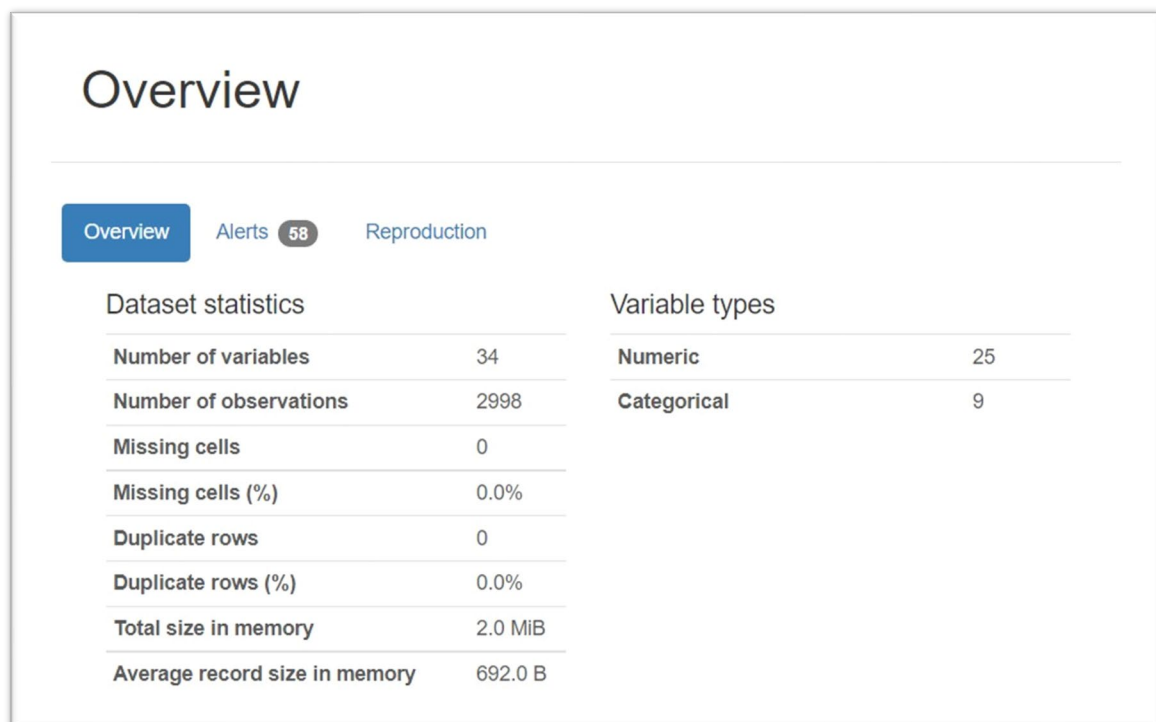 Overview
Overview Alerts 58 Reproduction
Dataset statistics
Number of variables 34
Number of observations 2998
Missing cells 0
Missing cells (%) 0.0%
Duplicate rows 0
Duplicate rows (%) 0.0%
Total size in memory 2.0 MiB
Average record size in memory 692.0 B
Variable types
Numeric 25
Categorical 9